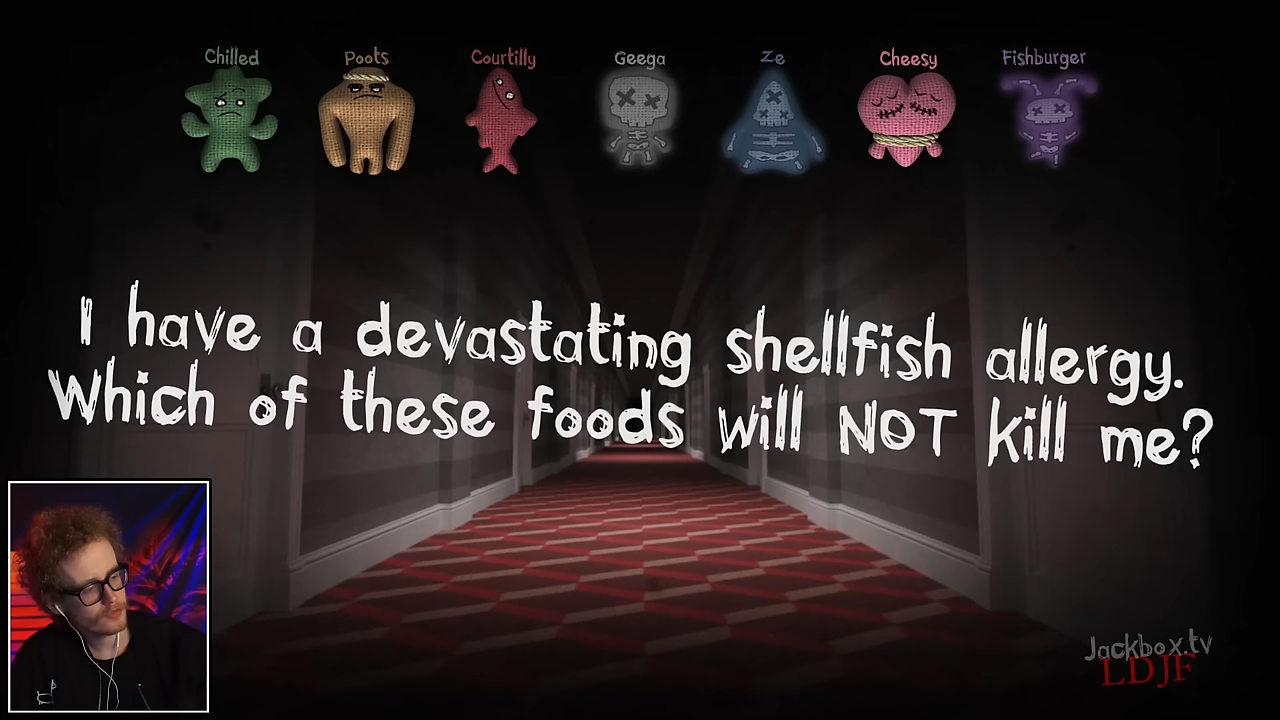 Chilled Poots Courtilly Geega Ze Cheesy Fishburger
I have a devastating shellfish allergy.
Which of these foods will NOT kill me?
Jackbox.tv
LDJF